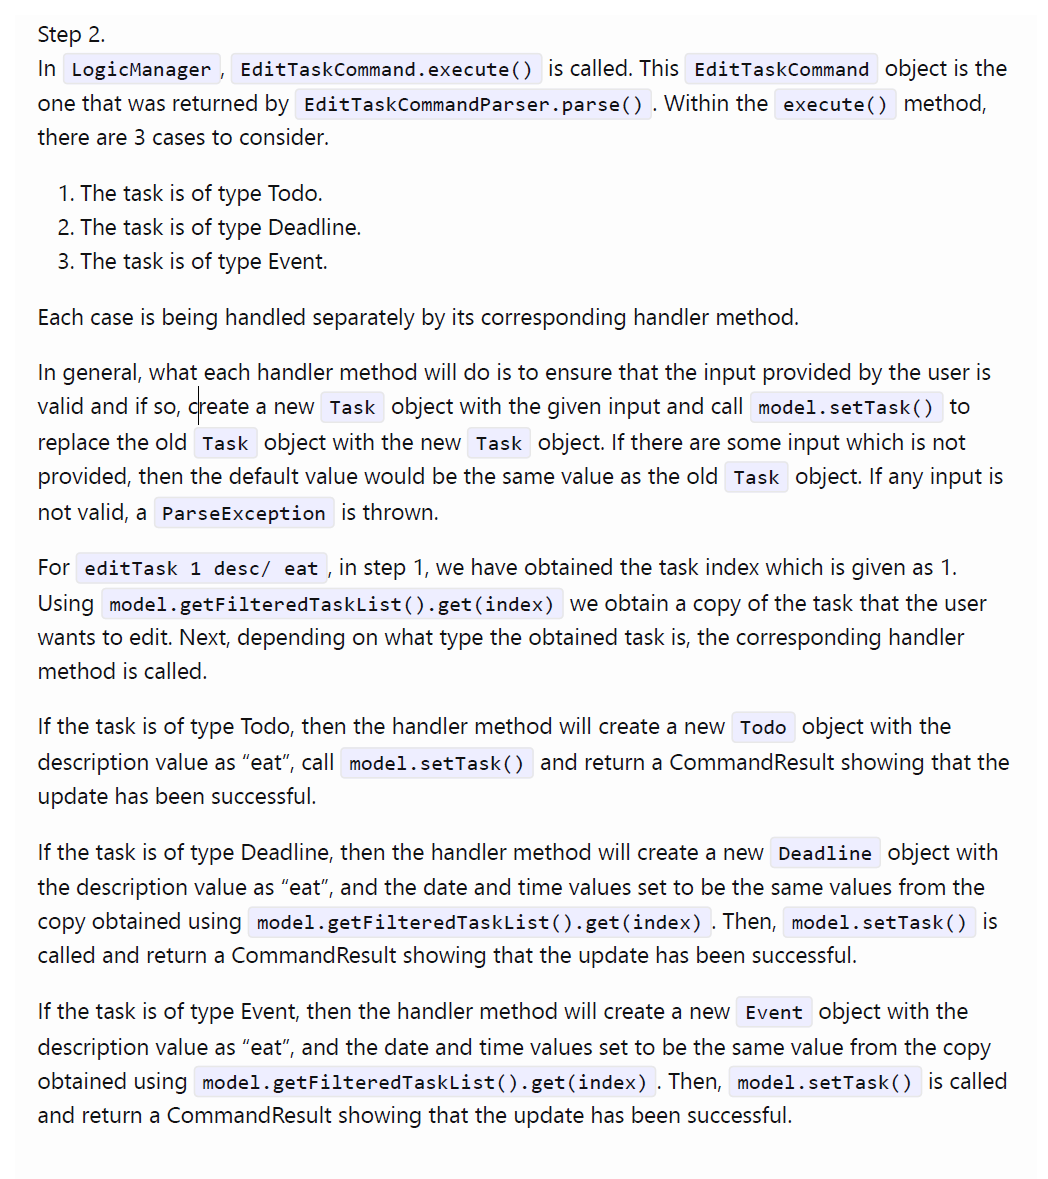 Step 2.
In LogicManager, EditTaskCommand.execute() is called. This EditTaskCommand object is the
one that was returned by EditTaskCommandParser.parse(). Within the execute() method,
there are 3 cases to consider.
1. The task is of type Todo.
2. The task is of type Deadline.
3. The task is of type Event.
Each case is being handled separately by its corresponding handler method.
In general, what each handler method will do is to ensure that the input provided by the user is
valid and if so, create a new Task object with the given input and call model.setTask() to
replace the old Task object with the new Task object. If there are some input which is not
provided, then the default value would be the same value as the old Task object. If any input is
not valid, a ParseException is thrown.
For editTask 1 desc/ eat, in step 1, we have obtained the task index which is given as 1.
Using model.getFilteredTaskList().get(index) we obtain a copy of the task that the user
wants to edit. Next, depending on what type the obtained task is, the corresponding handler
method is called.
If the task is of type Todo, then the handler method will create a new Todo object with the
description value as “eat”, call model.setTask() and return a CommandResult showing that the
update has been successful.
If the task is of type Deadline, then the handler method will create a new Deadline object with
the description value as “eat”, and the date and time values set to be the same values from the
copy obtained using model.getFilteredTaskList().get(index). Then, model.setTask() is
called and return a CommandResult showing that the update has been successful.
If the task is of type Event, then the handler method will create a new Event object with the
description value as “eat”, and the date and time values set to be the same value from the copy
obtained using model.getFilteredTaskList().get(index). Then, model.setTask() is called
and return a CommandResult showing that the update has been successful.